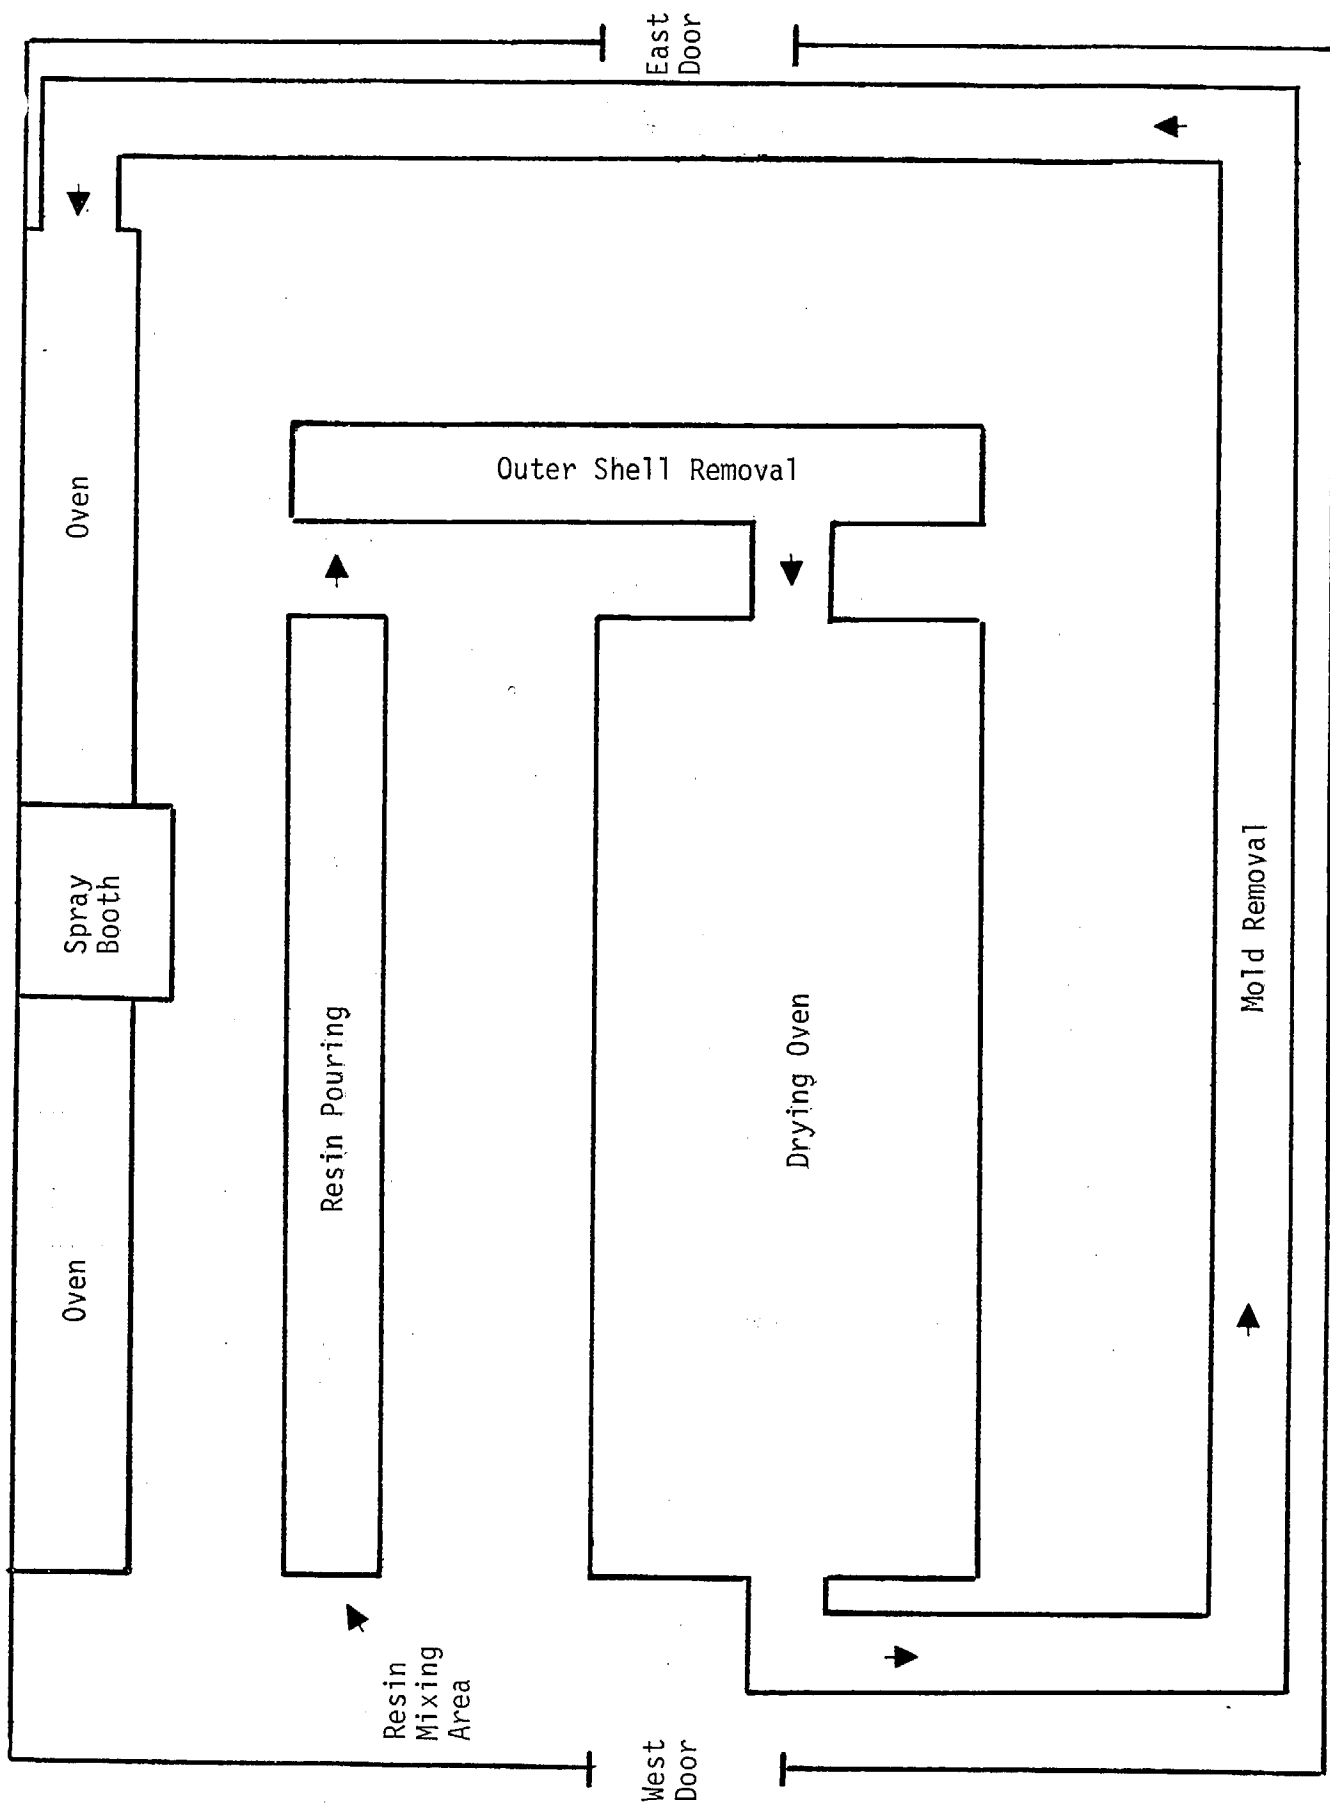 East
Door
Oven
Outer Shell Removal
Spray
Booth
Mold Removal
Resin Pouring
Drying Oven
Oven
Resin
Mixing
Area
West
Door